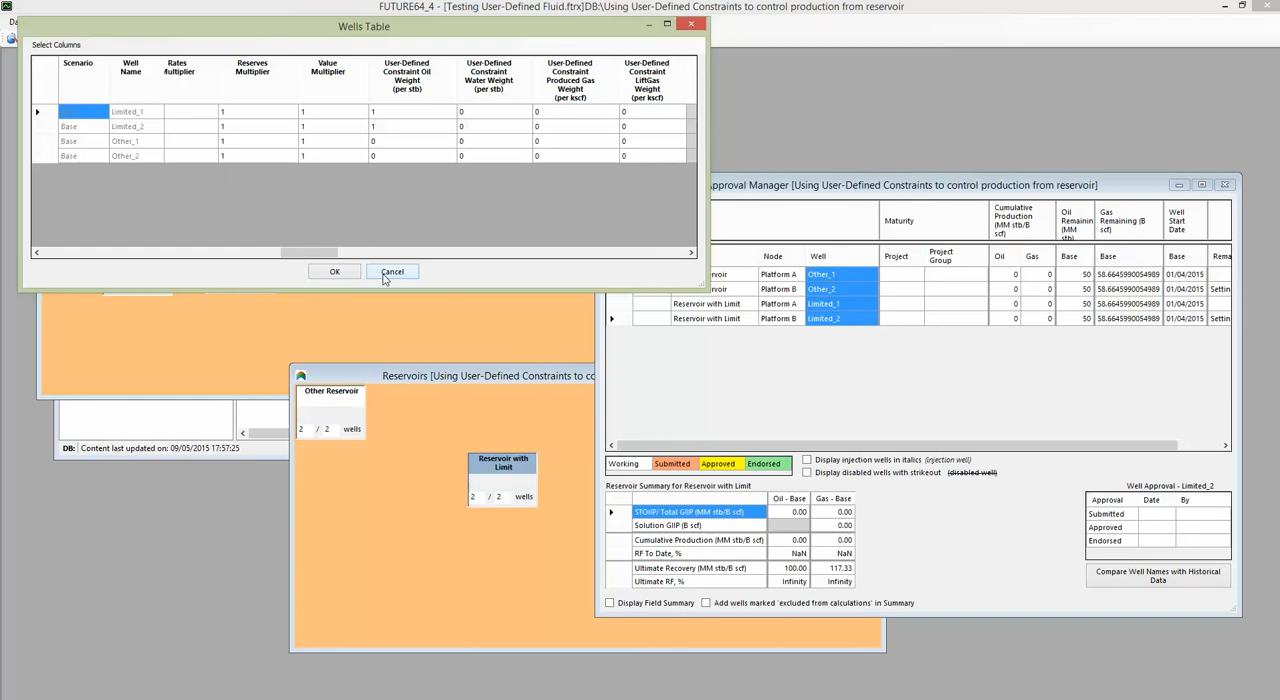 FUTURE64_4 - [Testing User-Defined Fluid.ftrx]DB:\Using User-Defined Constraints to control production from reservoir
Wells Table
Select Columns
Scenario Well Name Rates Multiplier Reserves Multiplier Value Multiplier User-Defined Constraint Oil Weight (per stb) User-Defined Constraint Water Weight (per stb) User-Defined Constraint Produced Gas Weight (per kscf) User-Defined Constraint LiftGas Weight (per kscf)
Limited_1 1 1 1 0 0 0
Base Limited_2 1 1 1 0 0 0
Base Other_1 1 1 0 0 0 0
Base Other_2 1 1 0 0 0 0
OK Cancel
Approval Manager [Using User-Defined Constraints to control production from reservoir]
Maturity Cumulative Production (MM stb/B scf) Oil Remainin (MM stb) Gas Remaining (B scf) Well Start Date
Node Well Project Project Group Oil Gas Base Base Base Rema
rvoir Platform A Other_1 0 0 50 58.6645990054989 01/04/2015
rvoir Platform B Other_2 0 0 50 58.6645990054989 01/04/2015 Settin
Reservoir with Limit Platform A Limited_1 0 0 50 58.6645990054989 01/04/2015
Reservoir with Limit Platform B Limited_2 0 0 50 58.6645990054989 01/04/2015 Settin
Reservoirs [Using User-Defined Constraints to co
Other Reservoir
2 / 2 wells
DB: Content last updated on: 09/05/2015 17:57:25
Reservoir with Limit
2 / 2 wells
Working Submitted Approved Endorsed
Display injection wells in italics (injection well)
Display disabled wells with strikeout (disabled well)
Reservoir Summary for Reservoir with Limit
Oil - Base Gas - Base
STOIIP/ Total GIIP (MM stb/B scf) 0.00 0.00
Solution GIIP (B scf) 0.00
Cumulative Production (MM stb/B scf) 0.00 0.00
RF To Date, % NaN NaN
Ultimate Recovery (MM stb/B scf) 100.00 117.33
Ultimate RF, % Infinity Infinity
Well Approval - Limited_2
Approval Date By
Submitted
Approved
Endorsed
Compare Well Names with Historical Data
Display Field Summary Add wells marked 'excluded from calculations' in Summary